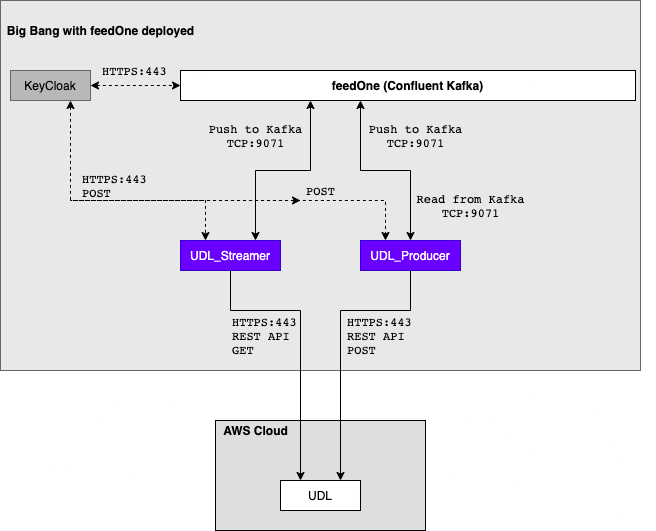 Big Bang with feedOne deployed
HTTPS:443
KeyCloak
feedOne (Confluent Kafka)
Push to Kafka
TCP:9071
Push to Kafka
TCP:9071
HTTPS:443
POST
POST
Read from Kafka
TCP:9071
UDL_Streamer
UDL_Producer
HTTPS:443
REST API
GET
HTTPS:443
REST API
POST
AWS Cloud
UDL